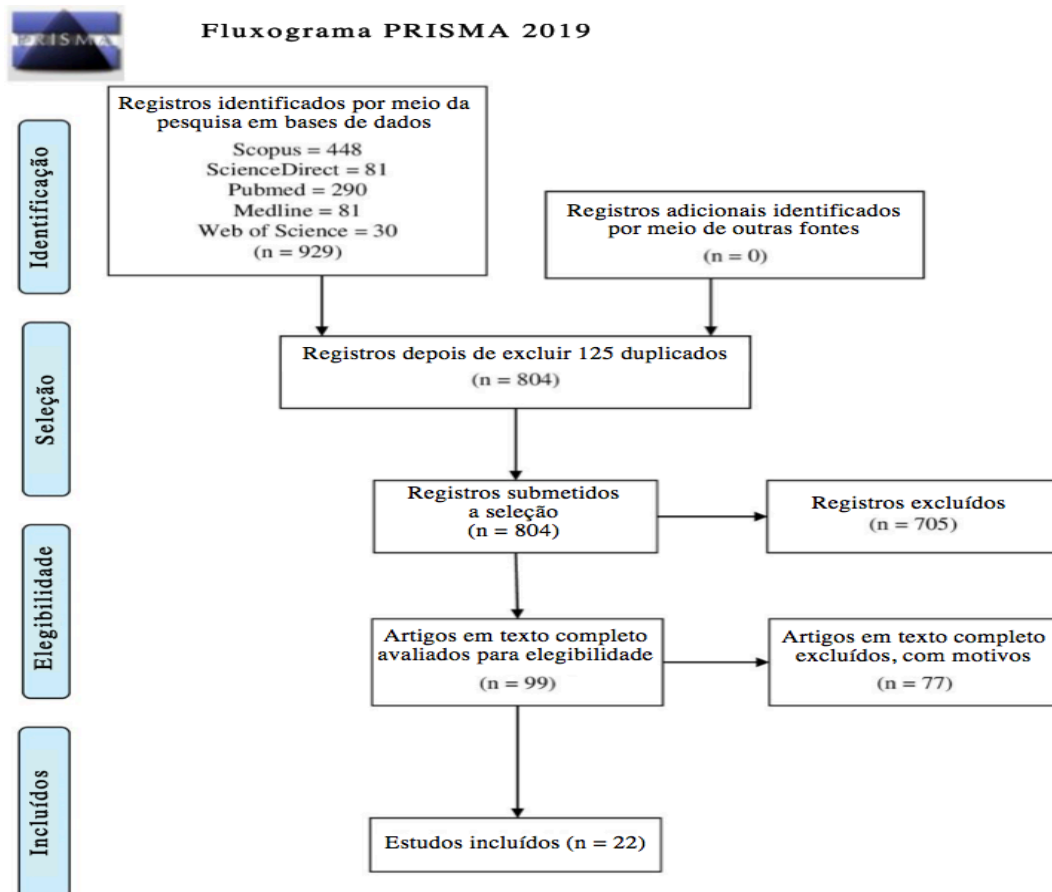 PRISMA
Fluxograma PRISMA 2019
Identificação
Registros identificados por meio da
pesquisa em bases de dados
Scopus = 448
ScienceDirect = 81
Pubmed = 290
Medline = 81
Web of Science = 30
(n = 929)
Registros adicionais identificados
por meio de outras fontes
(n = 0)
Seleção
Registros depois de excluir 125 duplicados
(n = 804)
Registros submetidos
a seleção
(n = 804)
Registros excluídos
(n = 705)
Elegibilidade
Artigos em texto completo
avaliados para elegibilidade
(n = 99)
Artigos em texto completo
excluídos, com motivos
(n = 77)
Incluídos
Estudos incluídos (n = 22)